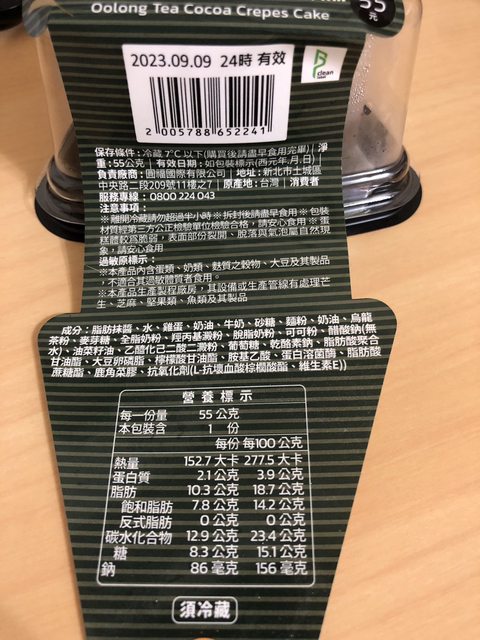 Oolong Tea Cocoa Crepes Cake
55
元
2023.09.09 24時 有效
clean
2 005788 652241
保存條件：冷藏 7℃ 以下(購買後請盡早食用完畢)│淨
重：55公克│有效日期：如包裝標示(西元年.月.日)│
負責廠商：圓福國際有限公司│地址：新北市土城區
中央路二段209號11樓之7│原產地：台灣│消費者
服務專線：0800 224 043
注意事項：
※離開冷藏請勿超過半小時※拆封後請盡早食用※包裝
材質經第三方公正檢驗單位檢驗合格，請安心食用※蛋
糕體較為脆弱，表面部份裂開、脫落與氣泡屬自然現
象，請安心食用
過敏原標示：
※本產品內含蛋類、奶類、麩質之穀物、大豆及其製品
，不適合其過敏體質者食用。
※本產品生產製程廠房，其設備或生產管線有處理芒
生、芝麻、堅果類、魚類及其製品
成分：脂肪抹醬、水、雞蛋、奶油、牛奶、砂糖、麵粉、奶油、烏龍
茶粉、麥芽糖、全脂奶粉、羥丙基澱粉、脫脂奶粉、可可粉、醋酸鈉(無
水)、油菜籽油、乙醯化己二酸二澱粉、葡萄糖、乾酪素鈉、脂肪酸聚合
甘油酯、大豆卵磷脂、檸檬酸甘油酯、胺基乙酸、蛋白溶菌酶、脂肪酸
蔗糖酯、鹿角菜膠、抗氧化劑(L-抗壞血酸棕櫚酸酯、維生素E))
營養標示
每一份量 55 公克
本包裝含 1 份
每份 每100公克
熱量 152.7 大卡 277.5 大卡
蛋白質 2.1 公克 3.9 公克
脂肪 10.3 公克 18.7 公克
飽和脂肪 7.8 公克 14.2 公克
反式脂肪 0 公克 0 公克
碳水化合物 12.9 公克 23.4 公克
糖 8.3 公克 15.1 公克
鈉 86 毫克 156 毫克
須冷藏